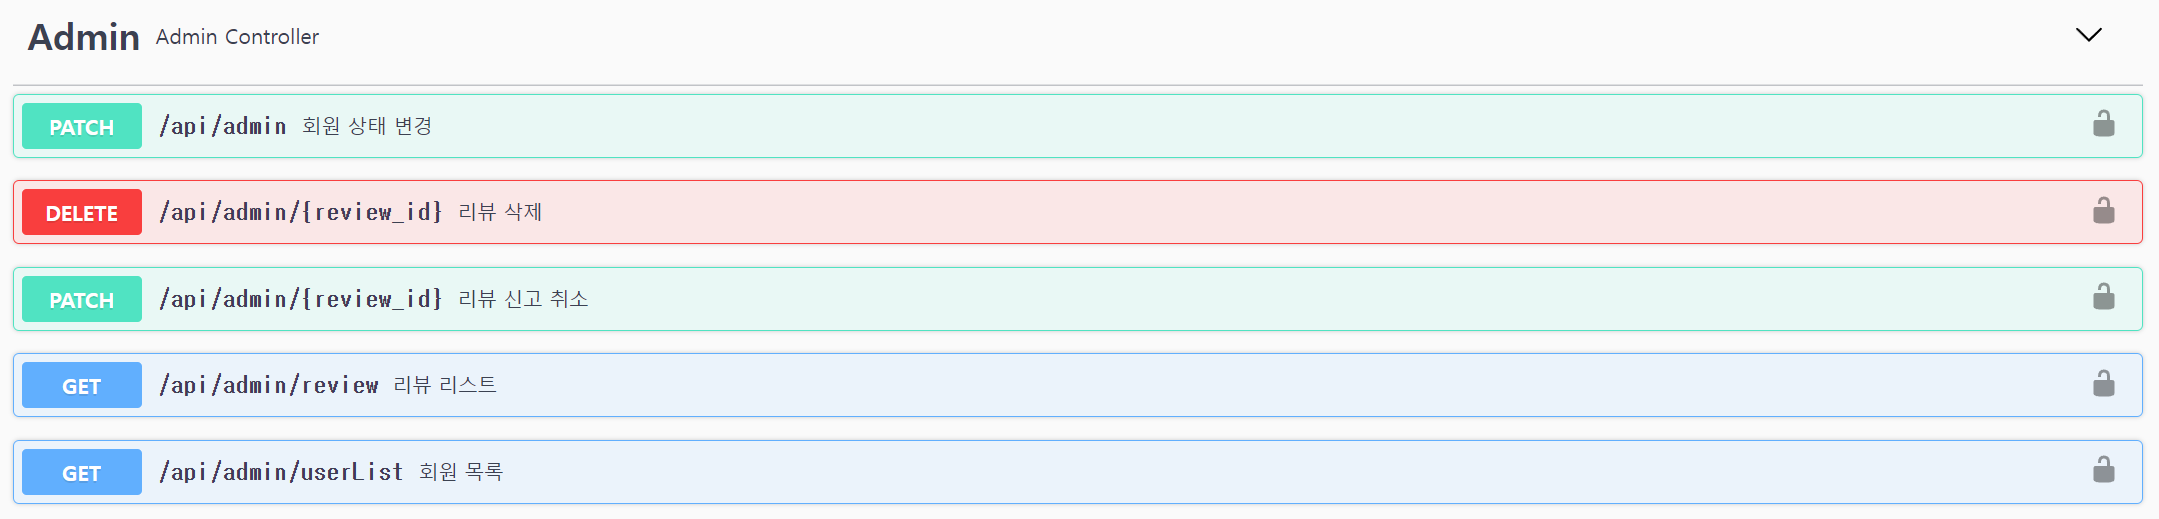 Admin Admin Controller
PATCH /api/admin 회원 상태 변경
DELETE /api/admin/{review_id} 리뷰 삭제
PATCH /api/admin/{review_id} 리뷰 신고 취소
GET /api/admin/review 리뷰 리스트
GET /api/admin/userList 회원 목록